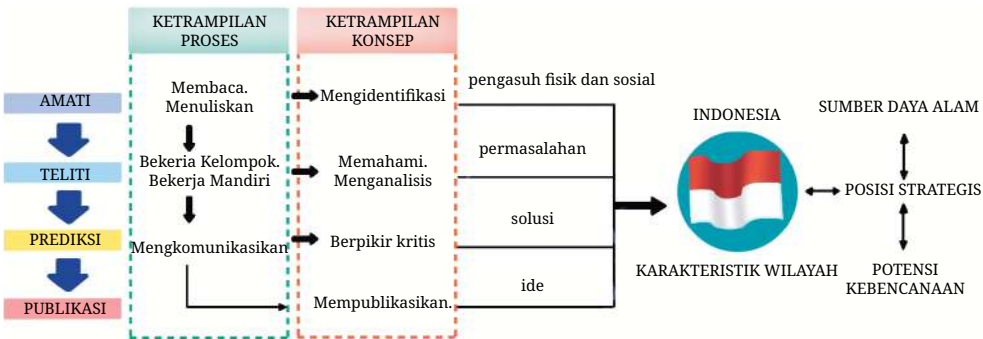 KETRAMPILAN
PROSES
KETRAMPILAN
KONSEP
AMATI
TELITI
PREDIKSI
PUBLIKASI
Membaca.
Menuliskan
Bekeria Kelompok.
Bekerja Mandiri
Mengkomunikasikan
Mengidentifikasi
Memahami.
Menganalisis
Berpikir kritis
Mempublikasikan.
pengasuh fisik dan sosial
permasalahan
solusi
ide
INDONESIA
KARAKTERISTIK WILAYAH
SUMBER DAYA ALAM
POSISI STRATEGIS
POTENSI
KEBENCANAAN